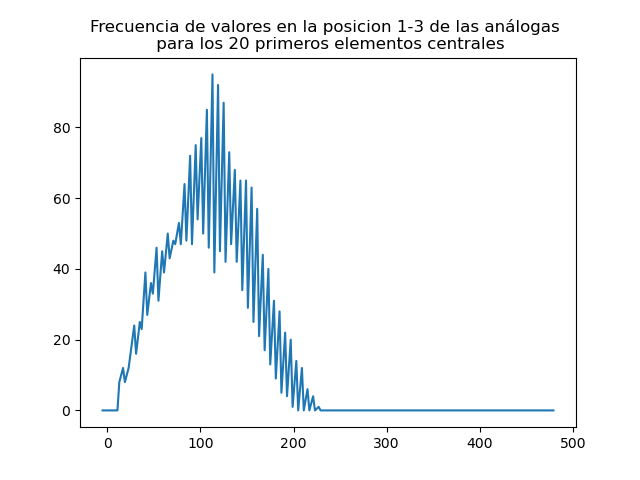 Frecuencia de valores en la posicion 1-3 de las análogas
para los 20 primeros elementos centrales
80
60
40
20
0
0 100 200 300 400 500